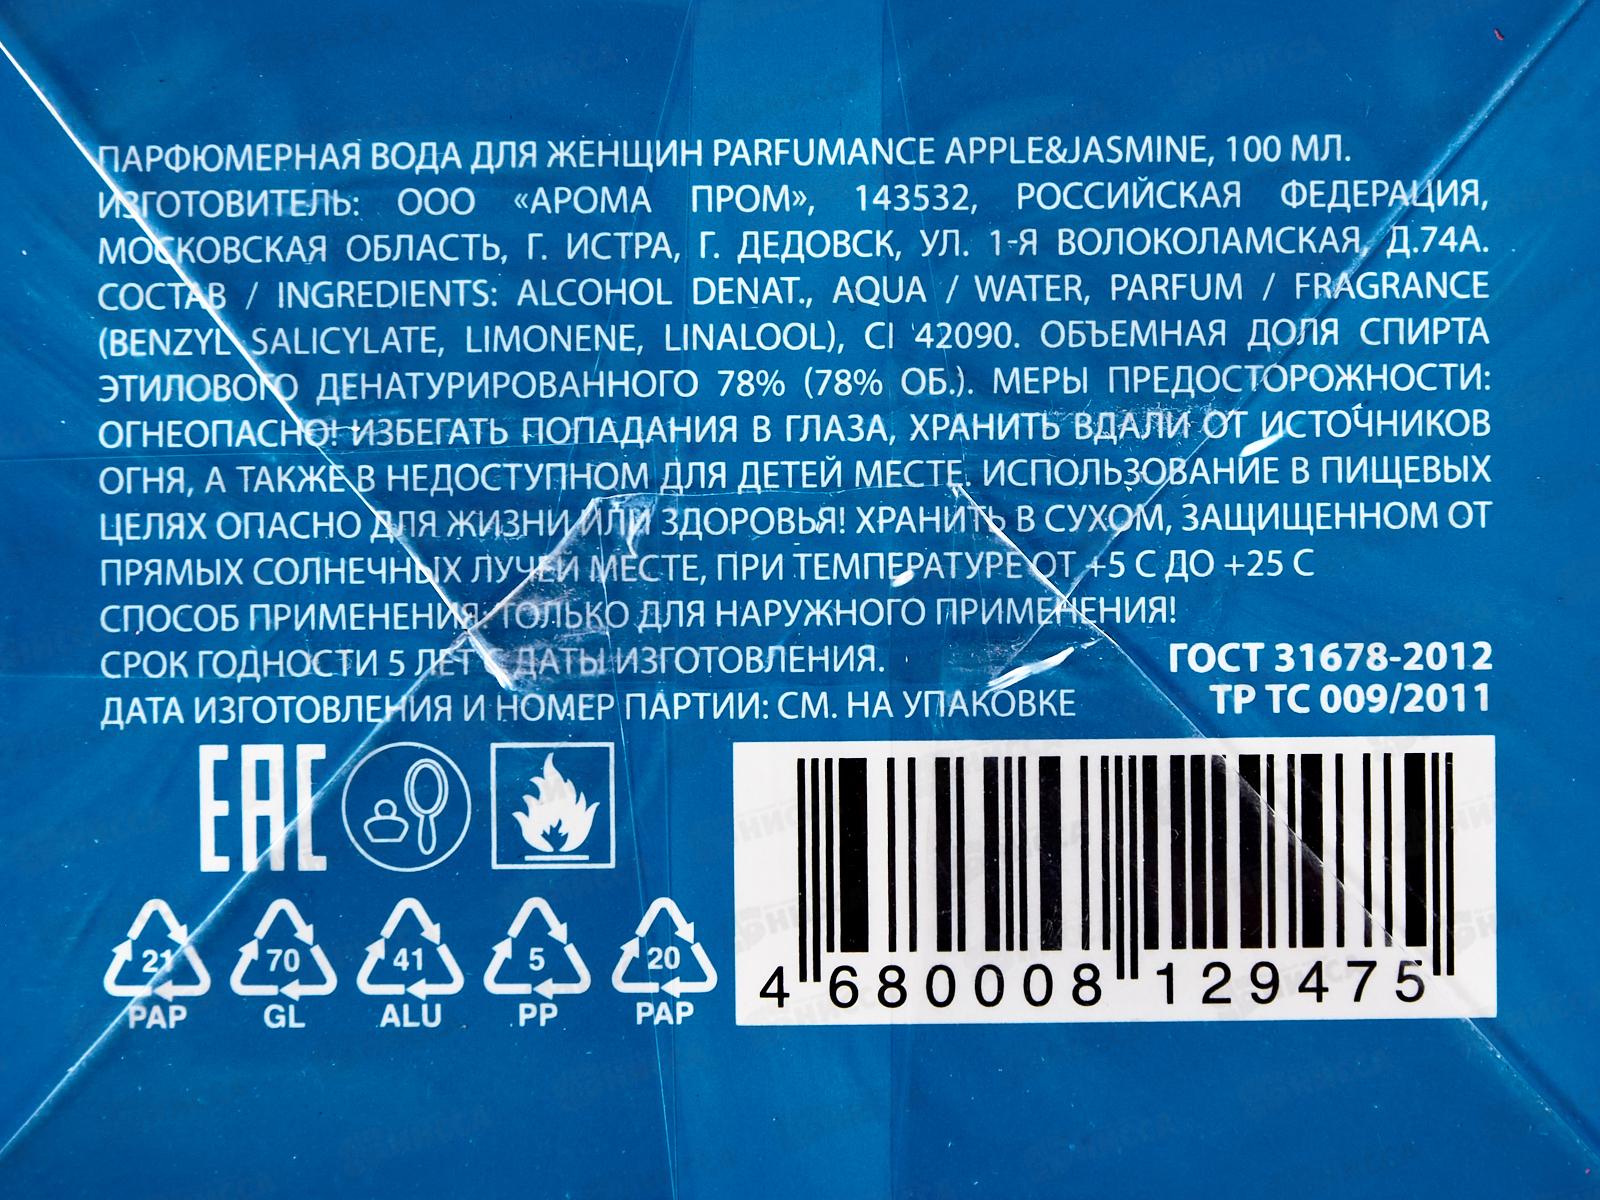 ПАРФЮМЕРНАЯ ВОДА ДЛЯ ЖЕНЩИН PARFUMANCE APPLE&JASMINE, 100 МЛ.
ИЗГОТОВИТЕЛЬ: ООО «АРОМА ПРОМ», 143532, РОССИЙСКАЯ ФЕДЕРАЦИЯ,
МОСКОВСКАЯ ОБЛАСТЬ, Г. ИСТРА, Г. ДЕДОВСК, УЛ. 1-Я ВОЛОКОЛАМСКАЯ, Д.74А.
СОСТАВ / INGREDIENTS: ALCOHOL DENAT., AQUA / WATER, PARFUM / FRAGRANCE
(BENZYL SALICYLATE, LIMONENE, LINALOOL), CI 42090. ОБЪЕМНАЯ ДОЛЯ СПИРТА
ЭТИЛОВОГО ДЕНАТУРИРОВАННОГО 78% (78% ОБ.). МЕРЫ ПРЕДОСТОРОЖНОСТИ:
ОГНЕОПАСНО! ИЗБЕГАТЬ ПОПАДАНИЯ В ГЛАЗА, ХРАНИТЬ ВДАЛИ ОТ ИСТОЧНИКОВ
ОГНЯ, А ТАКЖЕ В НЕДОСТУПНОМ ДЛЯ ДЕТЕЙ МЕСТЕ. ИСПОЛЬЗОВАНИЕ В ПИЩЕВЫХ
ЦЕЛЯХ ОПАСНО ДЛЯ ЖИЗНИ ИЛИ ЗДОРОВЬЯ! ХРАНИТЬ В СУХОМ, ЗАЩИЩЕННОМ ОТ
ПРЯМЫХ СОЛНЕЧНЫХ ЛУЧЕЙ МЕСТЕ, ПРИ ТЕМПЕРАТУРЕ ОТ +5 С ДО +25 С
СПОСОБ ПРИМЕНЕНИЯ: ТОЛЬКО ДЛЯ НАРУЖНОГО ПРИМЕНЕНИЯ!
СРОК ГОДНОСТИ 5 ЛЕТ С ДАТЫ ИЗГОТОВЛЕНИЯ.
ДАТА ИЗГОТОВЛЕНИЯ И НОМЕР ПАРТИИ: СМ. НА УПАКОВКЕ
ГОСТ 31678-2012
ТР ТС 009/2011
EAC
21 70 41 5 20
PAP GL ALU PP PAP
4 680008 129475